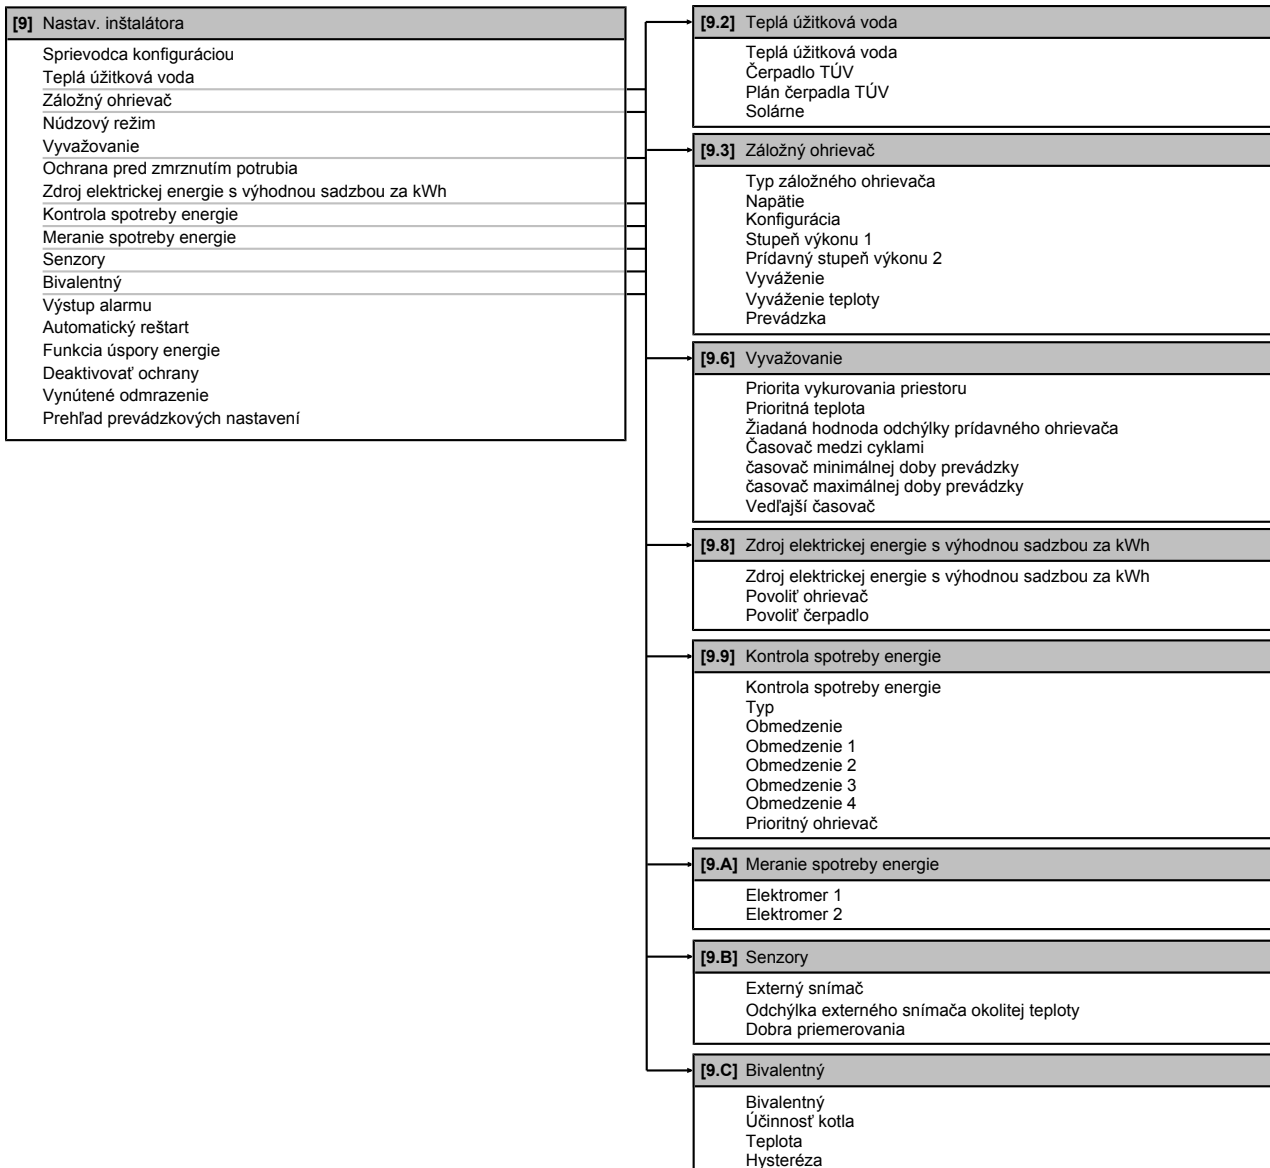 [9] Nastav. inštalátora
Sprievodca konfiguráciou
Teplá úžitková voda
Záložný ohrievač
Núdzový režim
Vyvažovanie
Ochrana pred zmrznutím potrubia
Zdroj elektrickej energie s výhodnou sadzbou za kWh
Kontrola spotreby energie
Meranie spotreby energie
Senzory
Bivalentný
Výstup alarmu
Automatický reštart
Funkcia úspory energie
Deaktivovať ochrany
Vynútené odmrazenie
Prehľad prevádzkových nastavení
[9.2] Teplá úžitková voda
Teplá úžitková voda
Čerpadlo TÚV
Plán čerpadla TÚV
Solárne
[9.3] Záložný ohrievač
Typ záložného ohrievača
Napätie
Konfigurácia
Stupeň výkonu 1
Prídavný stupeň výkonu 2
Vyváženie
Vyváženie teploty
Prevádzka
[9.6] Vyvažovanie
Priorita vykurovania priestoru
Prioritná teplota
Žiadaná hodnota odchýlky prídavného ohrievača
Časovač medzi cyklami
časovač minimálnej doby prevádzky
časovač maximálnej doby prevádzky
Vedľajší časovač
[9.8] Zdroj elektrickej energie s výhodnou sadzbou za kWh
Zdroj elektrickej energie s výhodnou sadzbou za kWh
Povoliť ohrievač
Povoliť čerpadlo
[9.9] Kontrola spotreby energie
Kontrola spotreby energie
Typ
Obmedzenie
Obmedzenie 1
Obmedzenie 2
Obmedzenie 3
Obmedzenie 4
Prioritný ohrievač
[9.A] Meranie spotreby energie
Elektromer 1
Elektromer 2
[9.B] Senzory
Externý snímač
Odchýlka externého snímača okolitej teploty
Dobra priemerovania
[9.C] Bivalentný
Bivalentný
Účinnosť kotla
Teplota
Hysteréza